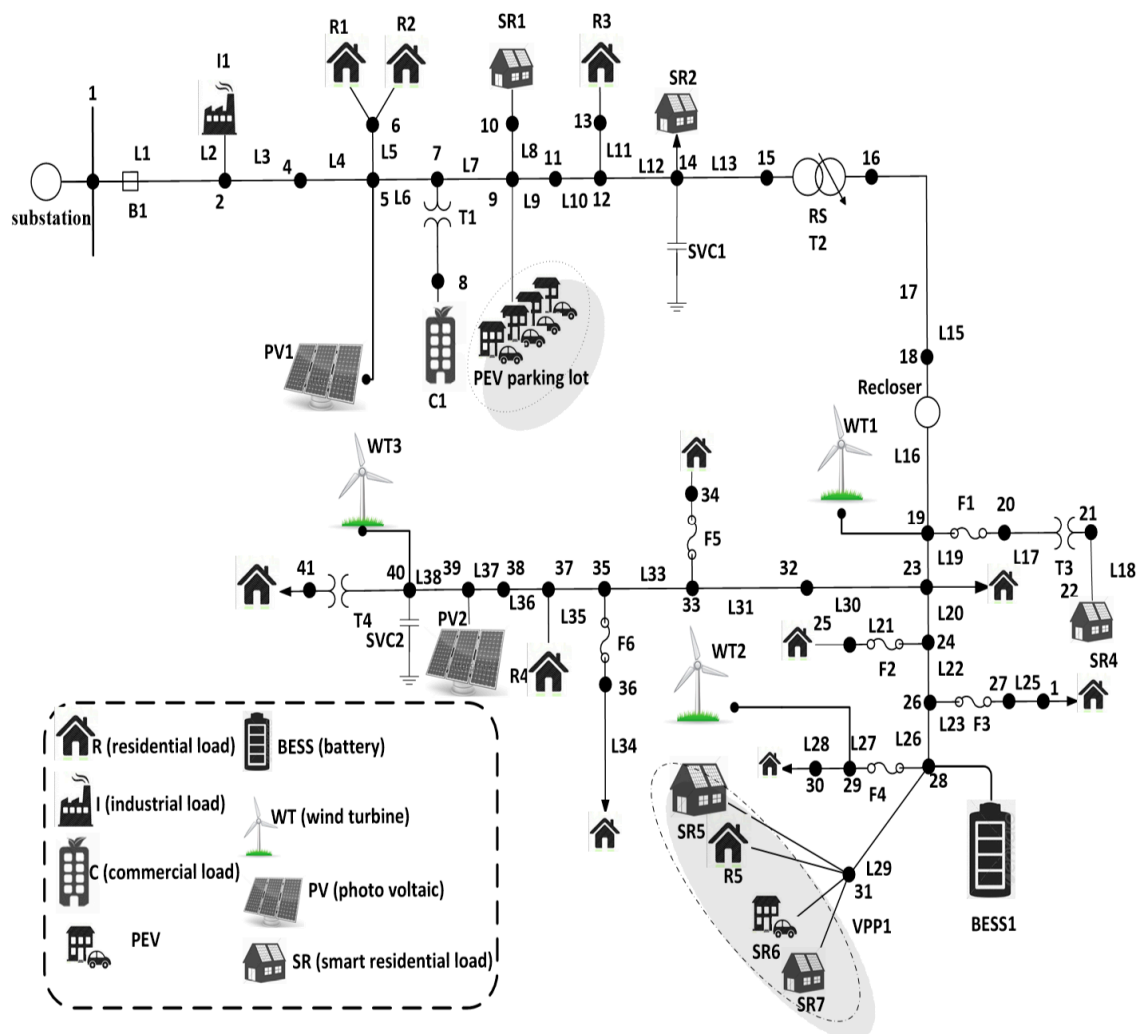 R1
R2
SR1
R3
I1
SR2
1
6
10
13
L1
L2
L3
4
L4
L5
7
L7
L8
11
L11
L12
14
L13
15
16
substation
B1
2
5
L6
T1
9
L9
L10
12
RS
T2
SVC1
8
17
L15
18
PV1
C1
PEV parking lot
Recloser
WT3
WT1
L16
34
F5
19
F1
20
21
L19
L17
T3
22
L18
41
40
L38
39
L37
38
37
35
L33
33
L31
32
23
L36
L35
L30
L20
T4
SVC2
PV2
R4
F6
WT2
25
L21
F2
24
L22
SR4
36
26
L23
F3
27
L25
1
L34
L28
L27
L26
30
29
F4
28
SR5
R5
L29
31
SR6
VPP1
SR7
BESS1
R (residential load)
BESS (battery)
I (industrial load)
WT (wind turbine)
C (commercial load)
PV (photo voltaic)
PEV
SR (smart residential load)